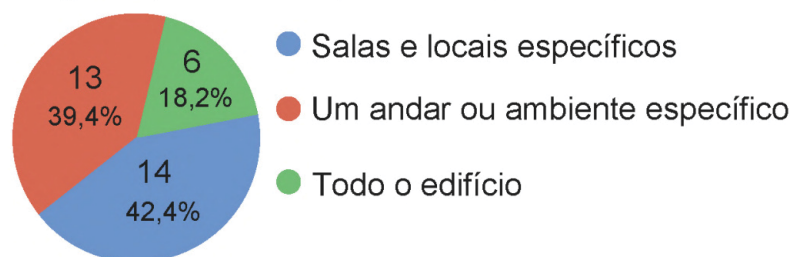 13
39,4%
6
18,2%
14
42,4%
Salas e locais específicos
Um andar ou ambiente específico
Todo o edifício